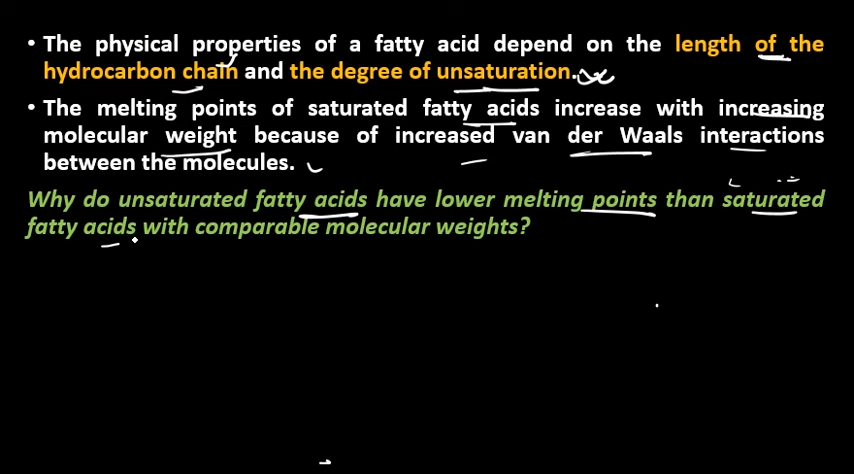 • The physical properties of a fatty acid depend on the length of the
hydrocarbon chain and the degree of unsaturation.
• The melting points of saturated fatty acids increase with increasing
molecular weight because of increased van der Waals interactions
between the molecules.
Why do unsaturated fatty acids have lower melting points than saturated
fatty acids with comparable molecular weights?